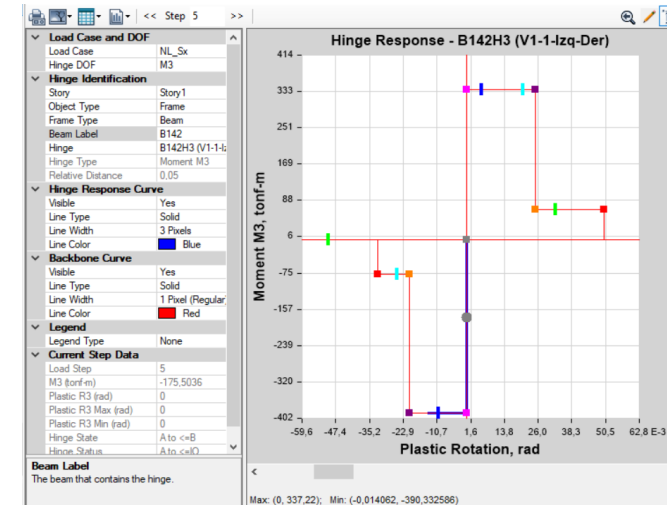 << Step 5 >>
Load Case and DOF
Load Case NL_Sx
Hinge DOF M3
Hinge Identification
Story Story1
Object Type Frame
Frame Type Beam
Beam Label B142
Hinge B142H3 (V1-1-Iz
Hinge Type Moment M3
Relative Distance 0.05
Hinge Response Curve
Visible Yes
Line Type Solid
Line Width 3 Pixels
Line Color Blue
Backbone Curve
Visible Yes
Line Type Solid
Line Width 1 Pixel (Regular
Line Color Red
Legend
Legend Type None
Current Step Data
Load Step 5
M3 (tonf-m) -175,5036
Plastic R3 (rad) 0
Plastic R3 Max (rad) 0
Plastic R3 Min (rad) 0
Hinge State A to <=B
Hinge Status A to <=IO
Beam Label
The beam that contains the hinge.
Hinge Response - B142H3 (V1-1-Izq-Der)
414
333
251
169
88
6
-75
-157
-239
-320
-402
Moment M3, tonf-m
-59,6 -47,4 -35,2 -22,9 -10,7 1,6 13,8 26,0 38,3 50,5 62,8 E-3
Plastic Rotation, rad
Max: (0, 337,22); Min: (-0,014062, -390,332586)